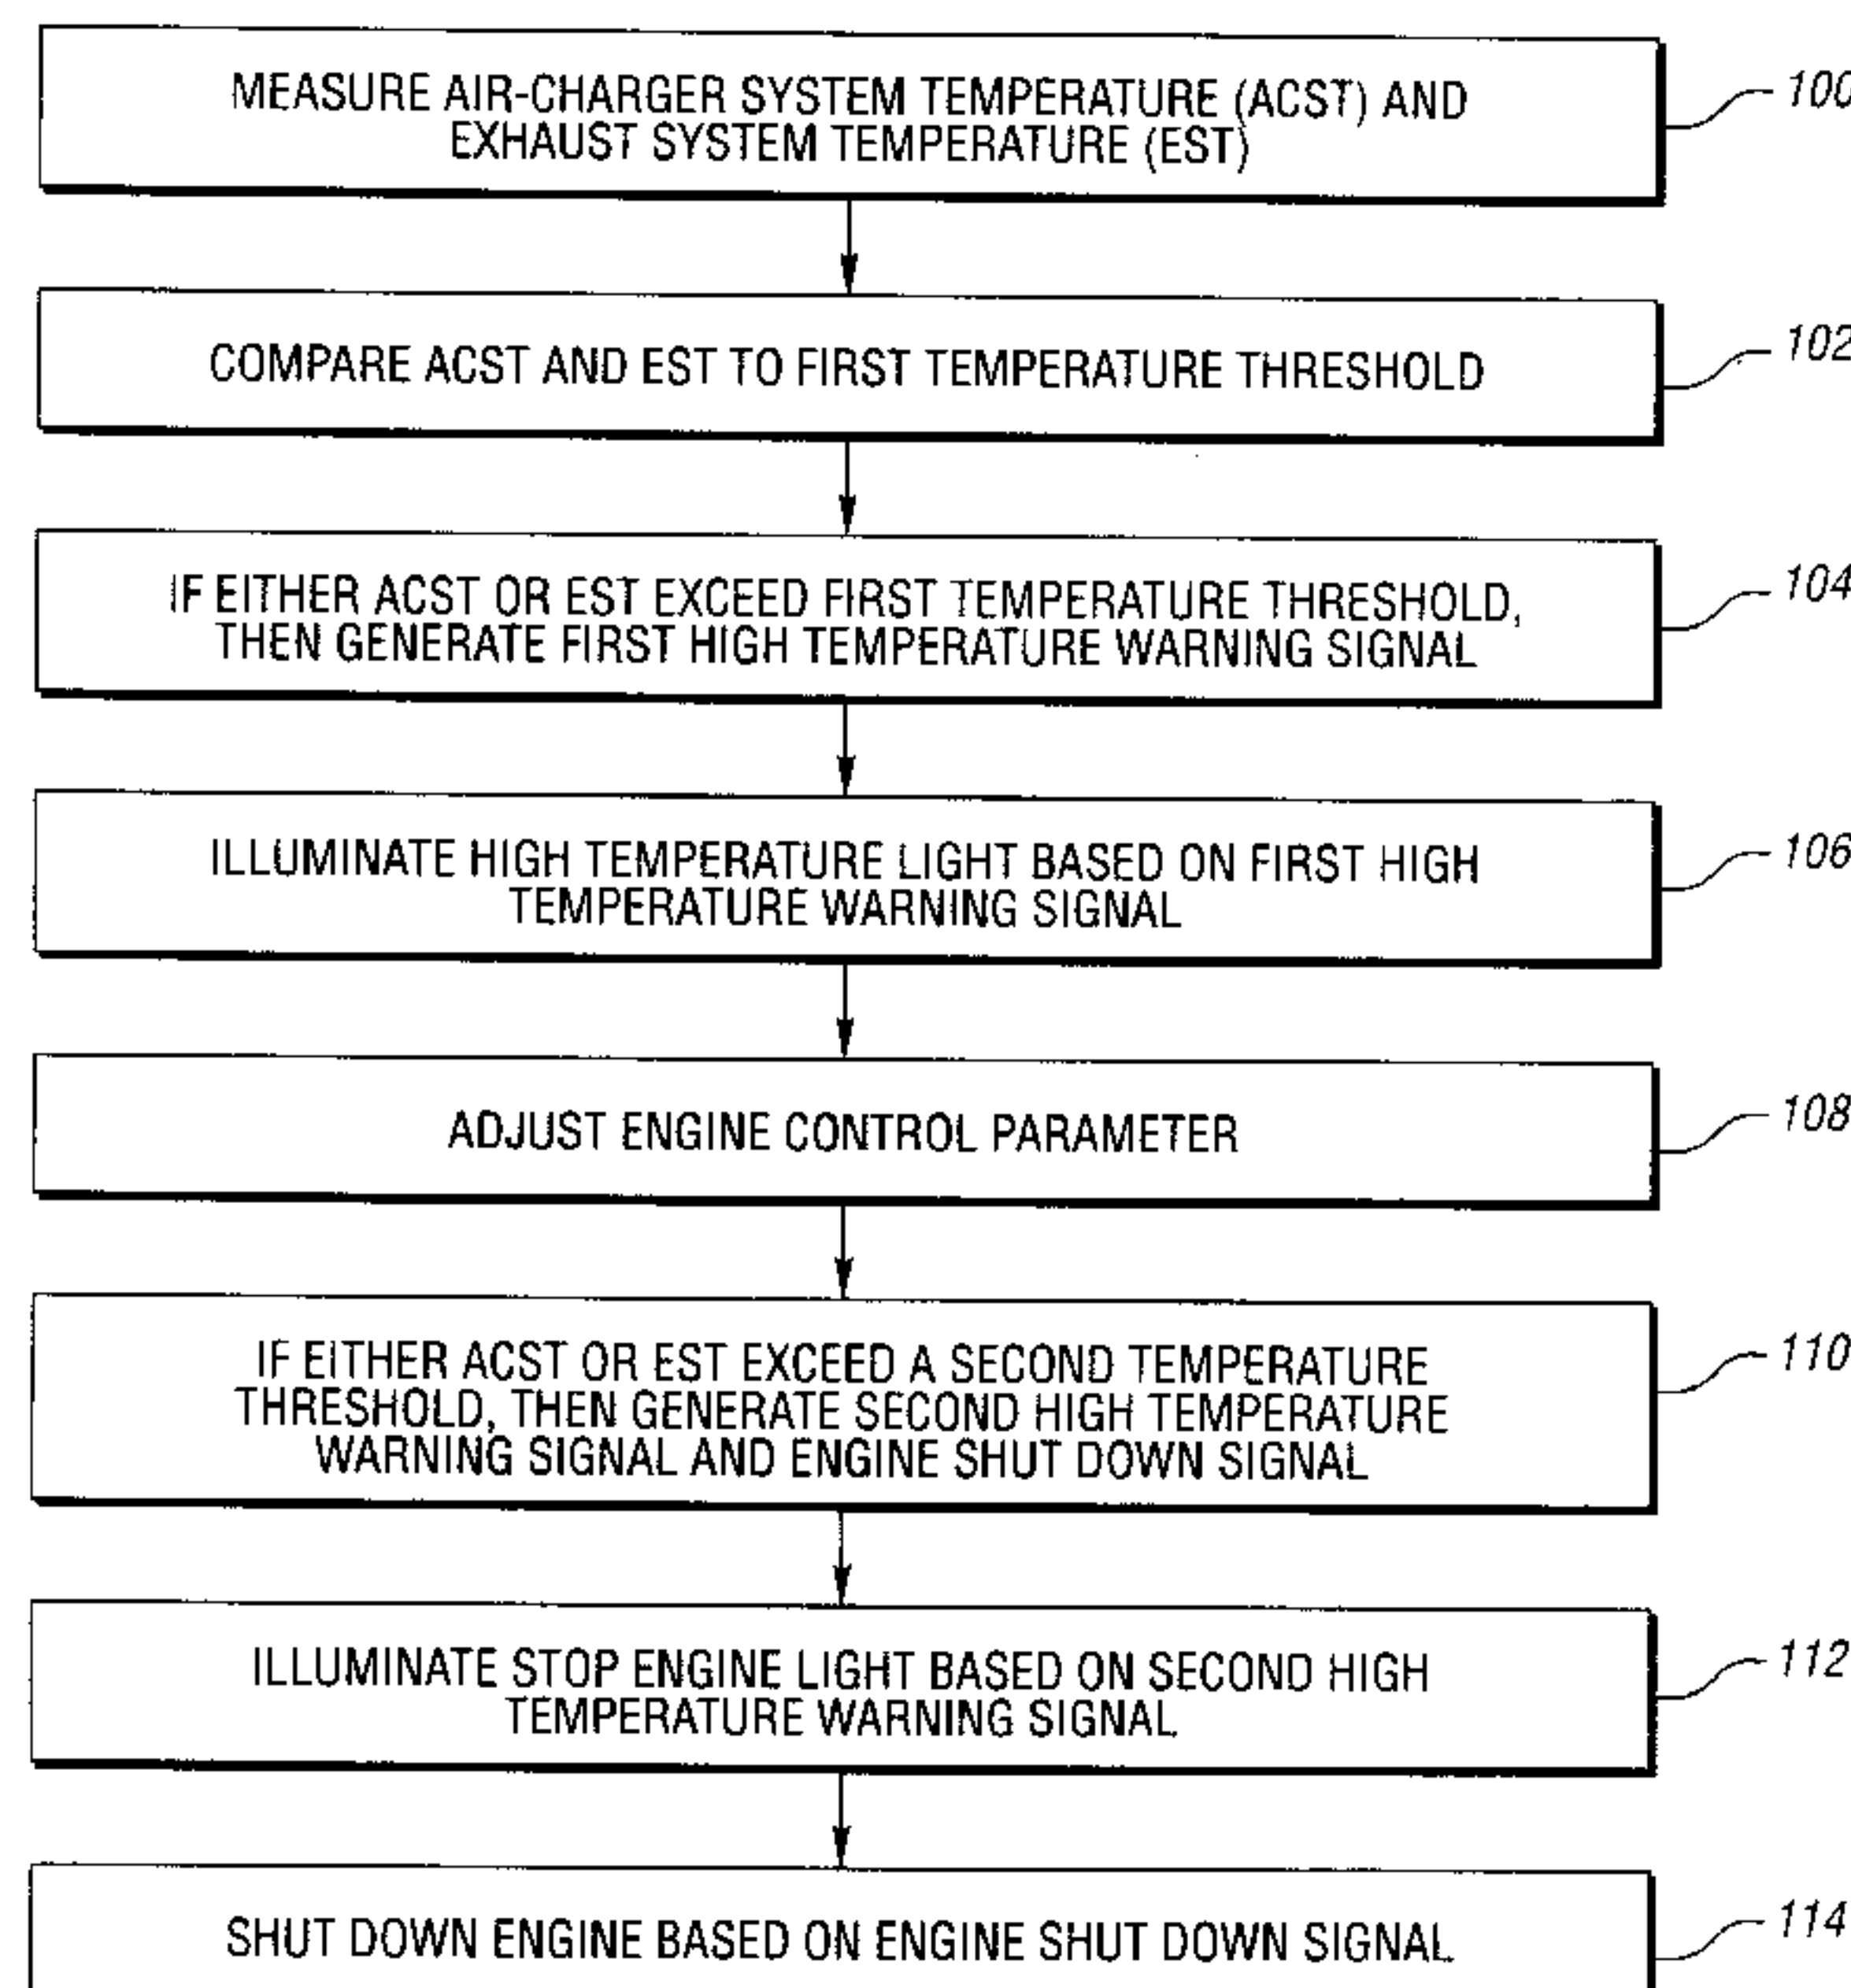 MEASURE AIR-CHARGER SYSTEM TEMPERATURE (ACST) AND
EXHAUST SYSTEM TEMPERATURE (EST)
100
COMPARE ACST AND EST TO FIRST TEMPERATURE THRESHOLD
102
IF EITHER ACST OR EST EXCEED FIRST TEMPERATURE THRESHOLD,
THEN GENERATE FIRST HIGH TEMPERATURE WARNING SIGNAL
104
ILLUMINATE HIGH TEMPERATURE LIGHT BASED ON FIRST HIGH
TEMPERATURE WARNING SIGNAL
106
ADJUST ENGINE CONTROL PARAMETER
108
IF EITHER ACST OR EST EXCEED A SECOND TEMPERATURE
THRESHOLD, THEN GENERATE SECOND HIGH TEMPERATURE
WARNING SIGNAL AND ENGINE SHUT DOWN SIGNAL
110
ILLUMINATE STOP ENGINE LIGHT BASED ON SECOND HIGH
TEMPERATURE WARNING SIGNAL
112
SHUT DOWN ENGINE BASED ON ENGINE SHUT DOWN SIGNAL
114